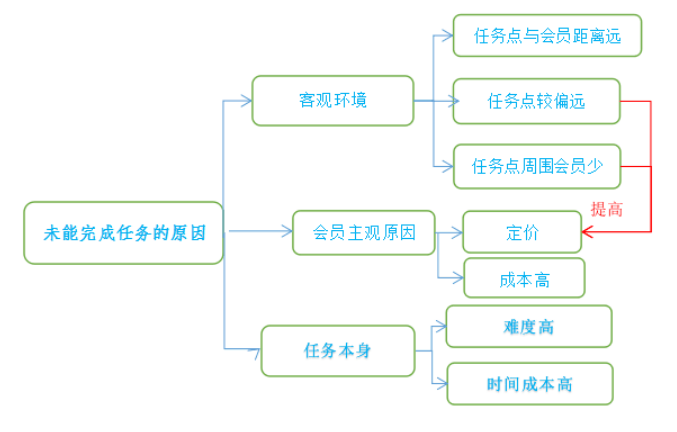 任务点与会员距离远
客观环境
任务点较偏远
任务点周围会员少
提高
未能完成任务的原因
会员主观原因
定价
成本高
难度高
任务本身
时间成本高